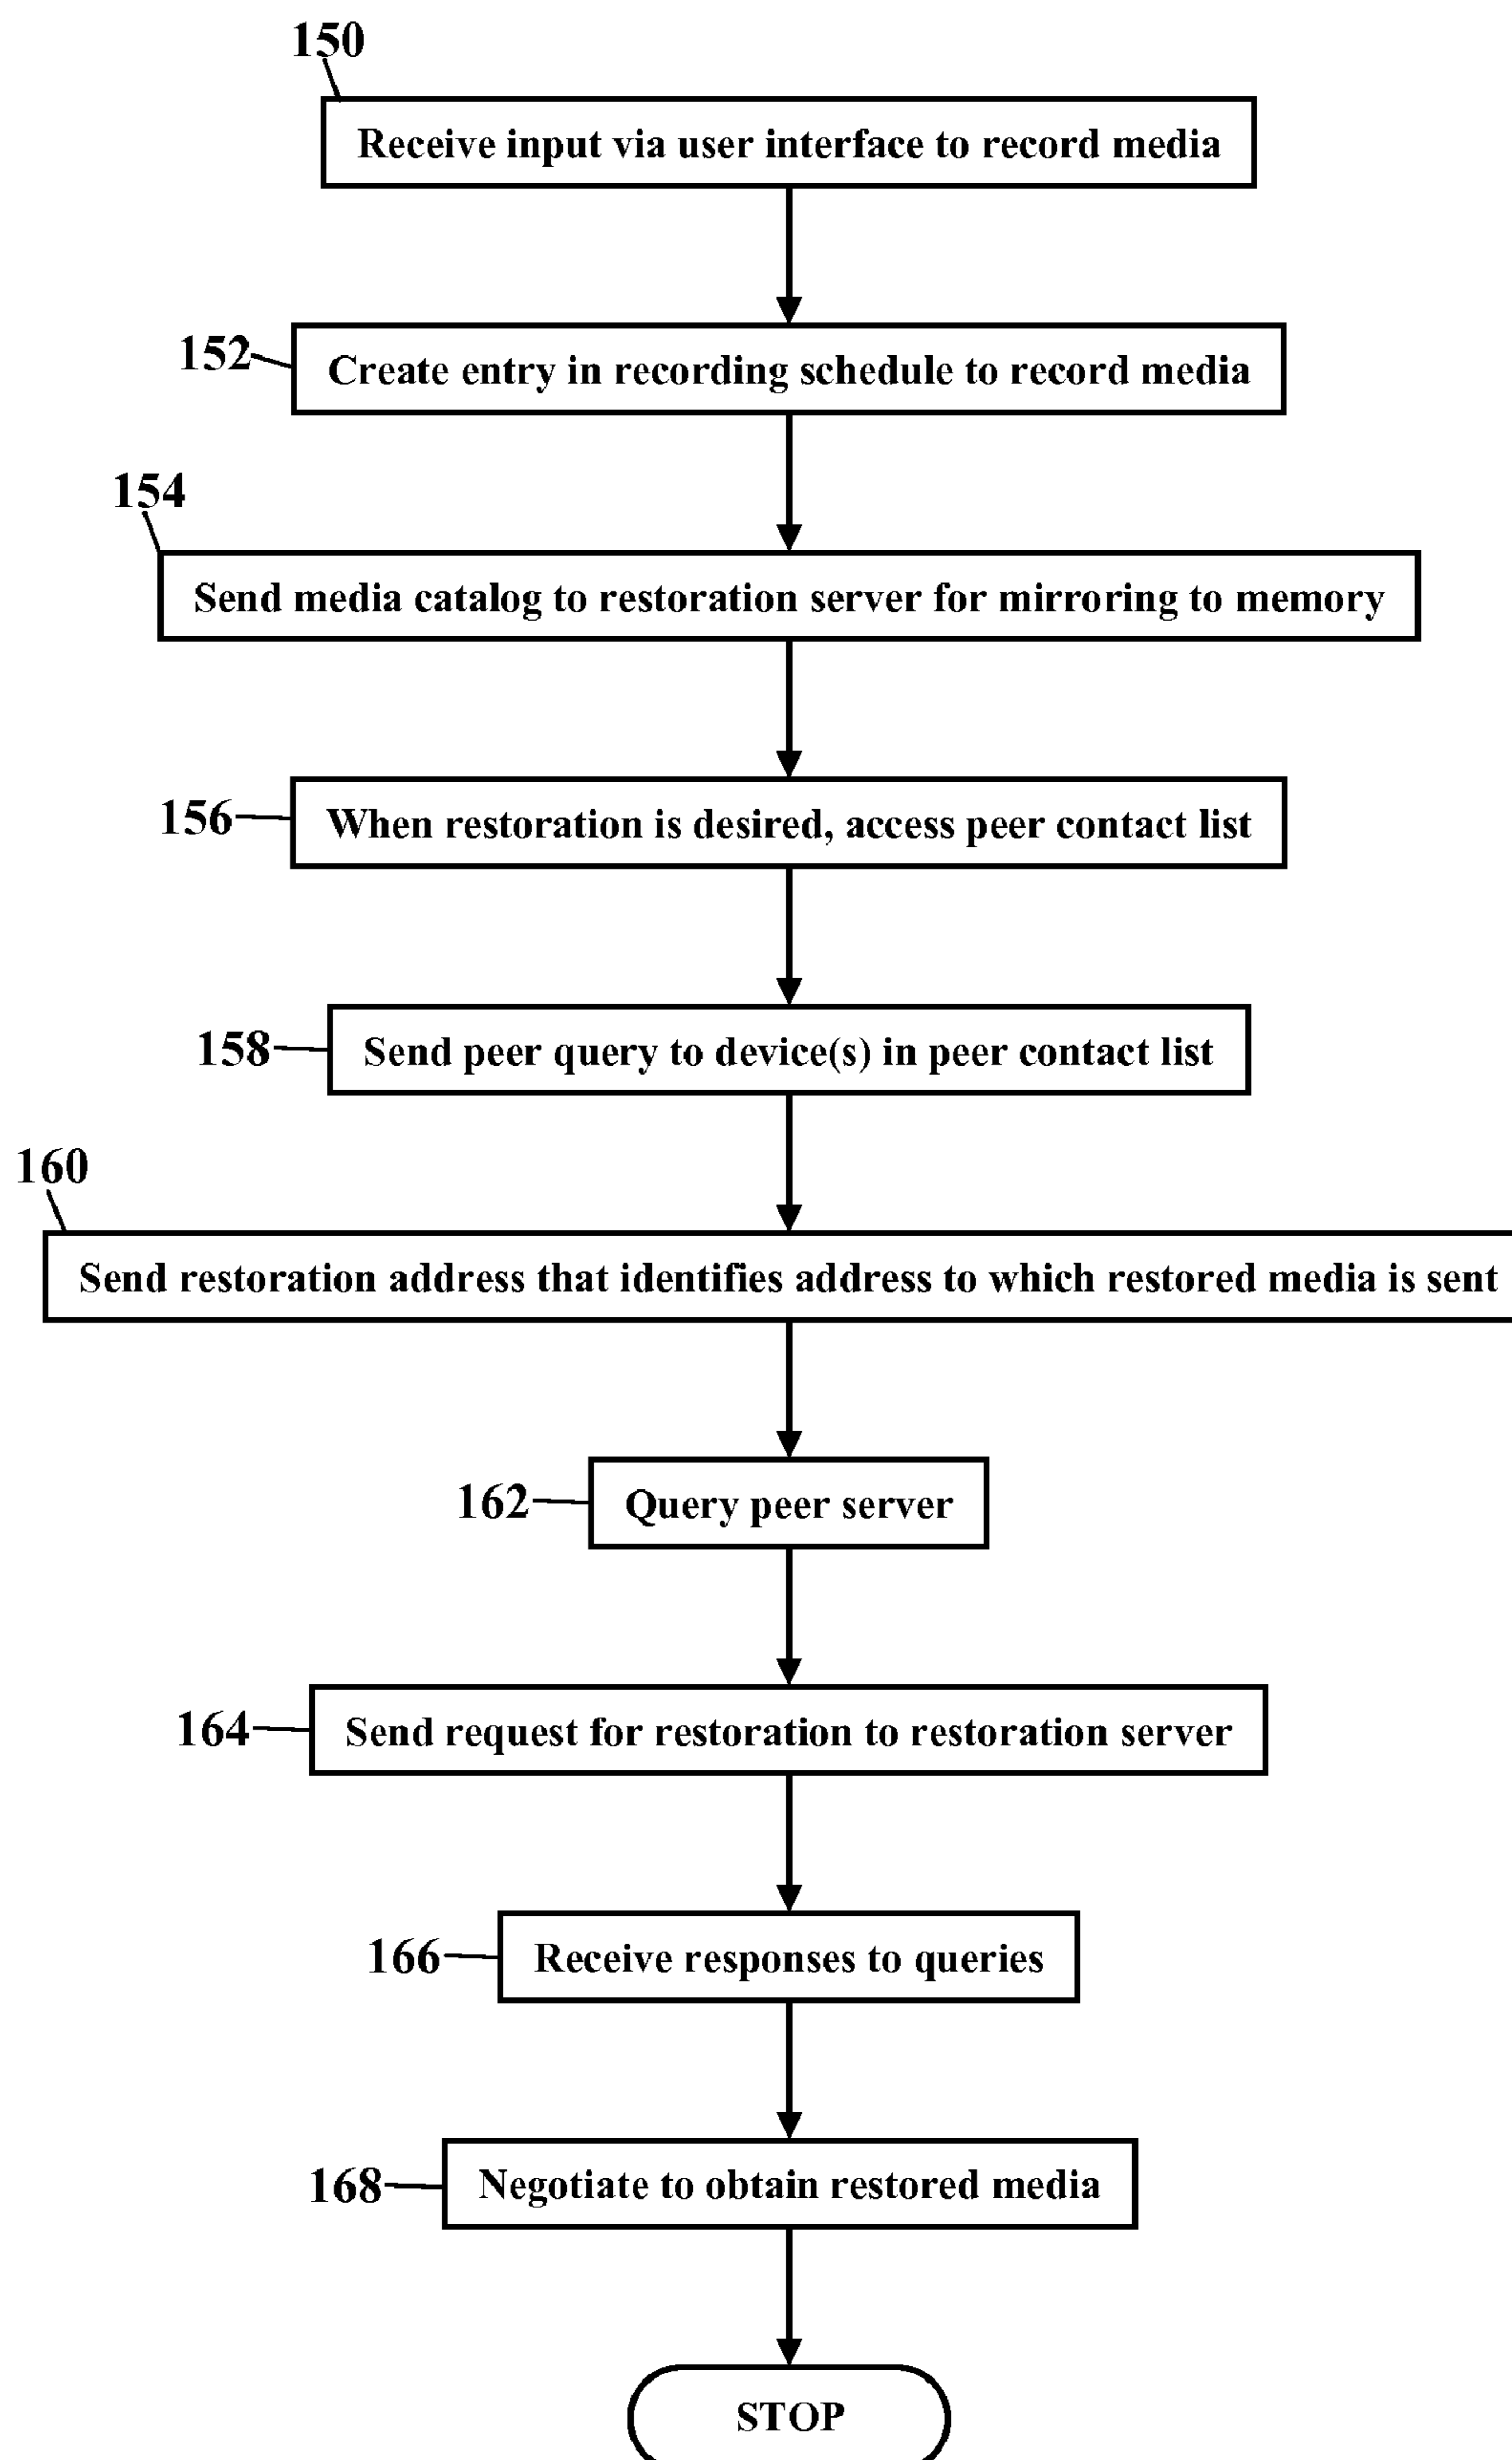 150
Receive input via user interface to record media
152
Create entry in recording schedule to record media
154
Send media catalog to restoration server for mirroring to memory
156
When restoration is desired, access peer contact list
158
Send peer query to device(s) in peer contact list
160
Send restoration address that identifies address to which restored media is sent
162
Query peer server
164
Send request for restoration to restoration server
166
Receive responses to queries
168
Negotiate to obtain restored media
STOP